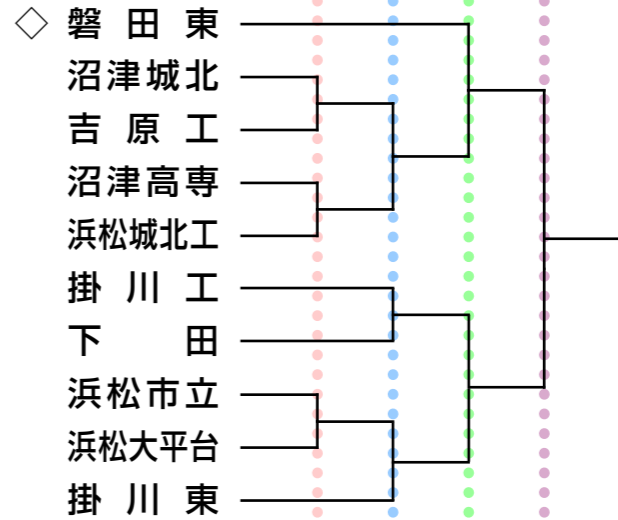 ◇ 磐田東
沼津城北
吉原工
沼津高専
浜松城北工
掛川工
下田
浜松市立
浜松大平台
掛川東